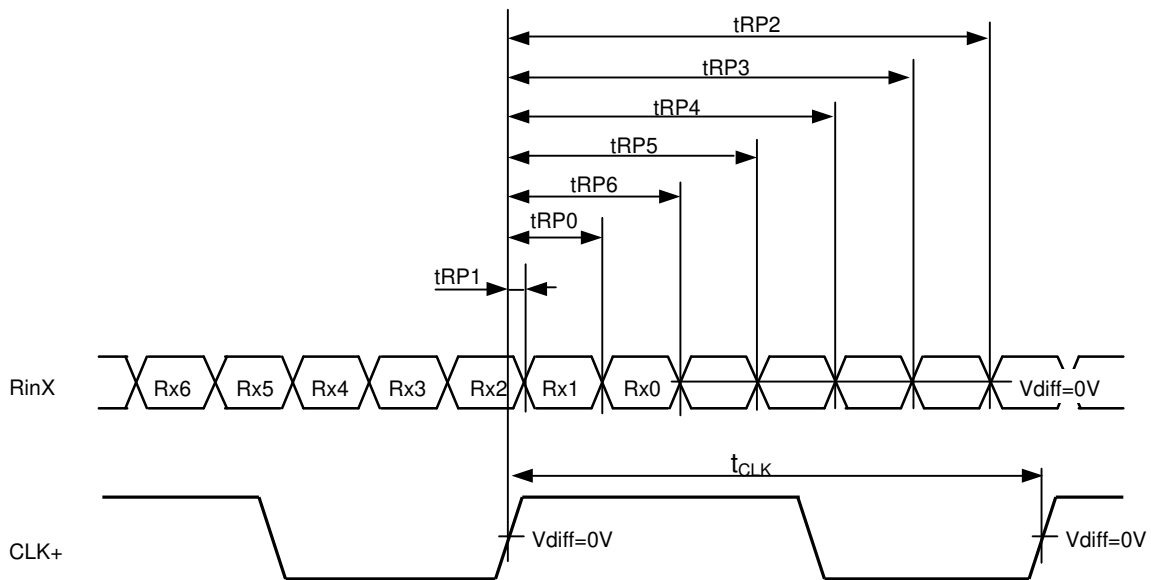 tRP2
tRP3
tRP4
tRP5
tRP6
tRP0
tRP1
RinX Rx6 Rx5 Rx4 Rx3 Rx2 Rx1 Rx0 Vdiff=0V
tCLK
CLK+ Vdiff=0V Vdiff=0V